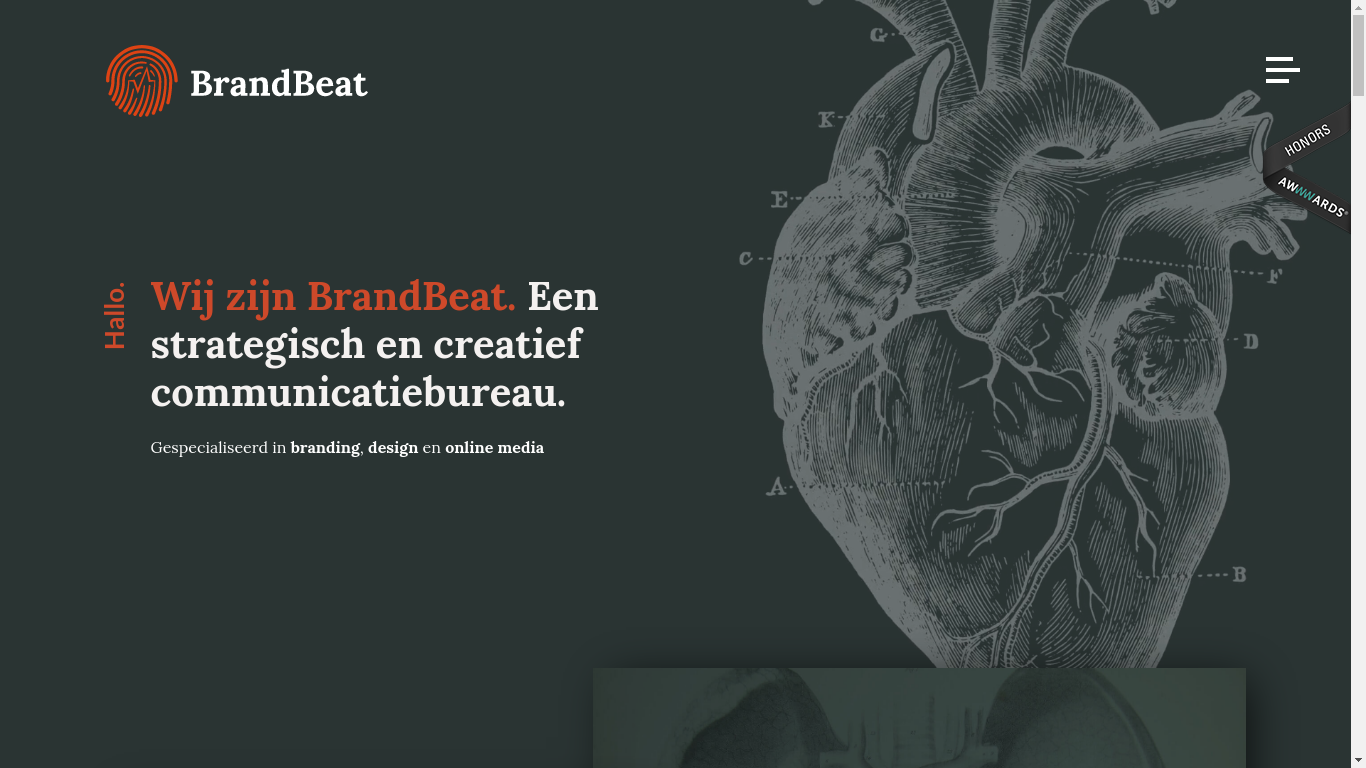 BrandBeat
G
K
HONORS
AWWWARDS
E
C
F
Hallo.
Wij zijn BrandBeat. Een
strategisch en creatief
communicatiebureau.
D
Gespecialiseerd in branding, design en online media
A
B